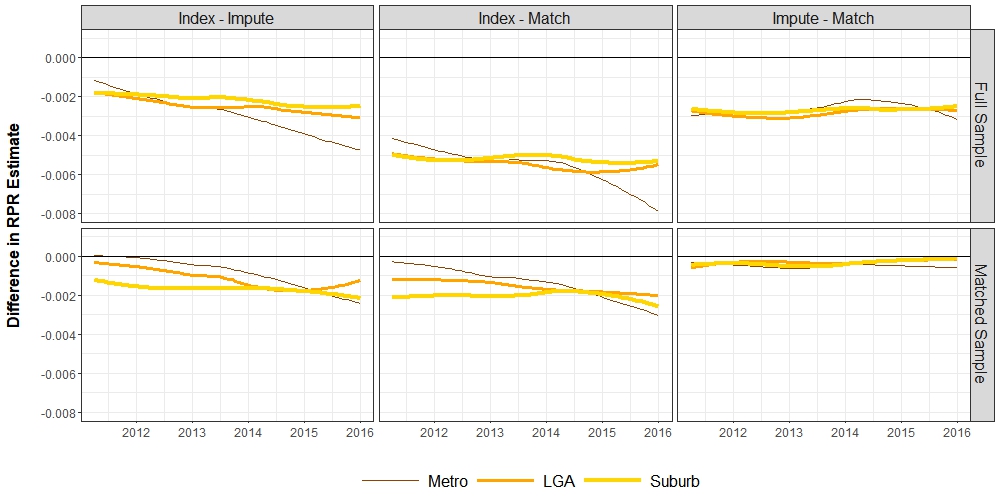 Index - Impute
Index - Match
Impute - Match
Difference in RPR Estimate
0.000
-0.002
-0.004
-0.006
-0.008
Full Sample
0.000
-0.002
-0.004
-0.006
-0.008
Matched Sample
2012 2013 2014 2015 2016
2012 2013 2014 2015 2016
2012 2013 2014 2015 2016
Metro LGA Suburb